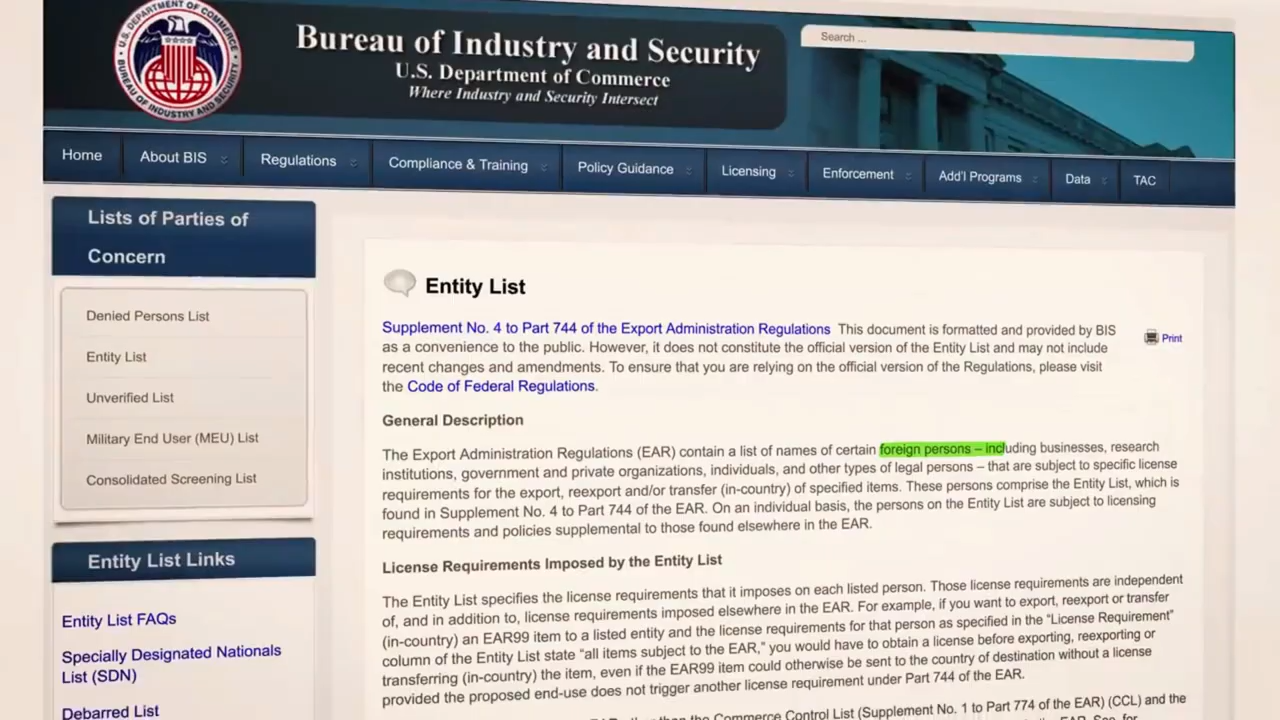 U.S. DEPARTMENT OF COMMERCE
BUREAU OF INDUSTRY AND SECURITY
Bureau of Industry and Security
U.S. Department of Commerce
Where Industry and Security Intersect
Search ...
Home
About BIS
Regulations
Compliance & Training
Policy Guidance
Licensing
Enforcement
Add'l Programs
Data
TAC
Lists of Parties of
Concern
Denied Persons List
Entity List
Unverified List
Military End User (MEU) List
Consolidated Screening List
Entity List Links
Entity List FAQs
Specially Designated Nationals
List (SDN)
Debarred List
Entity List
Supplement No. 4 to Part 744 of the Export Administration Regulations This document is formatted and provided by BIS
as a convenience to the public. However, it does not constitute the official version of the Entity List and may not include
recent changes and amendments. To ensure that you are relying on the official version of the Regulations, please visit
the Code of Federal Regulations.
Print
General Description
The Export Administration Regulations (EAR) contain a list of names of certain foreign persons – including businesses, research
institutions, government and private organizations, individuals, and other types of legal persons – that are subject to specific license
requirements for the export, reexport and/or transfer (in-country) of specified items. These persons comprise the Entity List, which is
found in Supplement No. 4 to Part 744 of the EAR. On an individual basis, the persons on the Entity List are subject to licensing
requirements and policies supplemental to those found elsewhere in the EAR.
License Requirements Imposed by the Entity List
The Entity List specifies the license requirements that it imposes on each listed person. Those license requirements are independent
of, and in addition to, license requirements imposed elsewhere in the EAR. For example, if you want to export, reexport or transfer
(in-country) an EAR99 item to a listed entity and the license requirements for that person as specified in the "License Requirement"
column of the Entity List state "all items subject to the EAR," you would have to obtain a license before exporting, reexporting or
transferring (in-country) the item, even if the EAR99 item could otherwise be sent to the country of destination without a license
provided the proposed end-use does not trigger another license requirement under Part 744 of the EAR.
than the Commerce Control List (Supplement No. 1 to Part 774 of the EAR) (CCL) and the